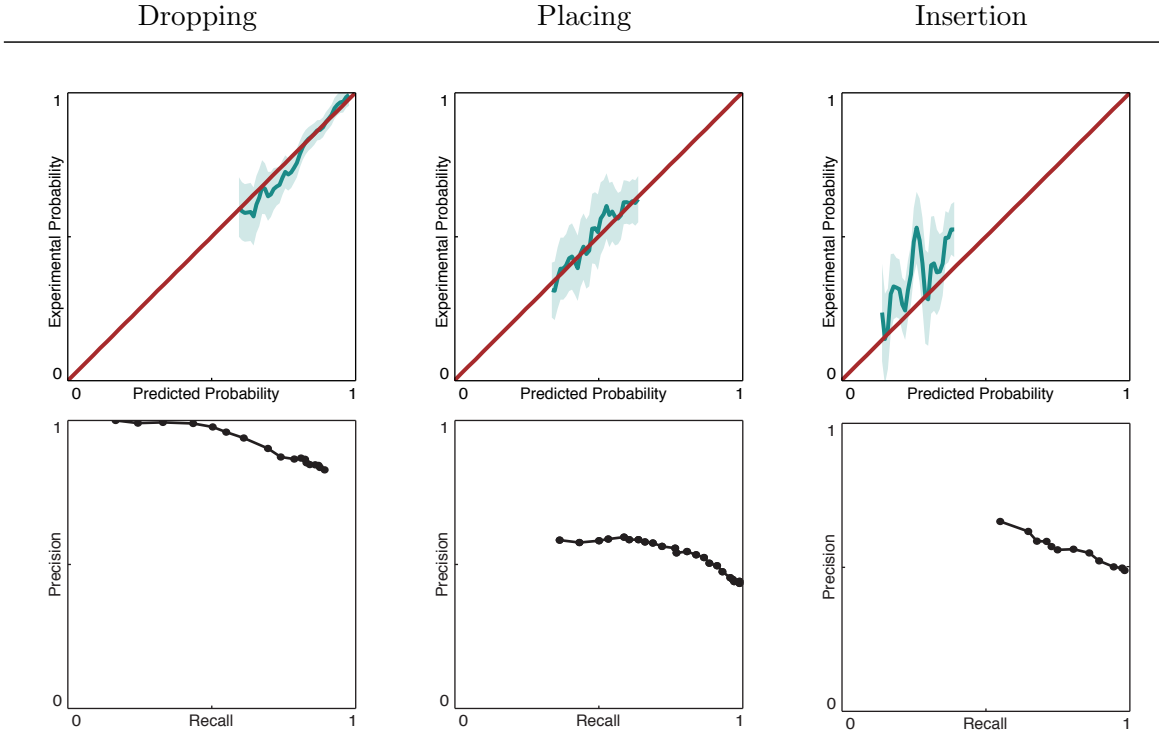 Dropping Placing Insertion
1 1 1
Experimental Probability Experimental Probability Experimental Probability
0 0 0
0 Predicted Probability 1 0 Predicted Probability 1 0 Predicted Probability 1
1 1 1
Precision Precision Precision
0 0 0
0 Recall 1 0 Recall 1 0 Recall 1